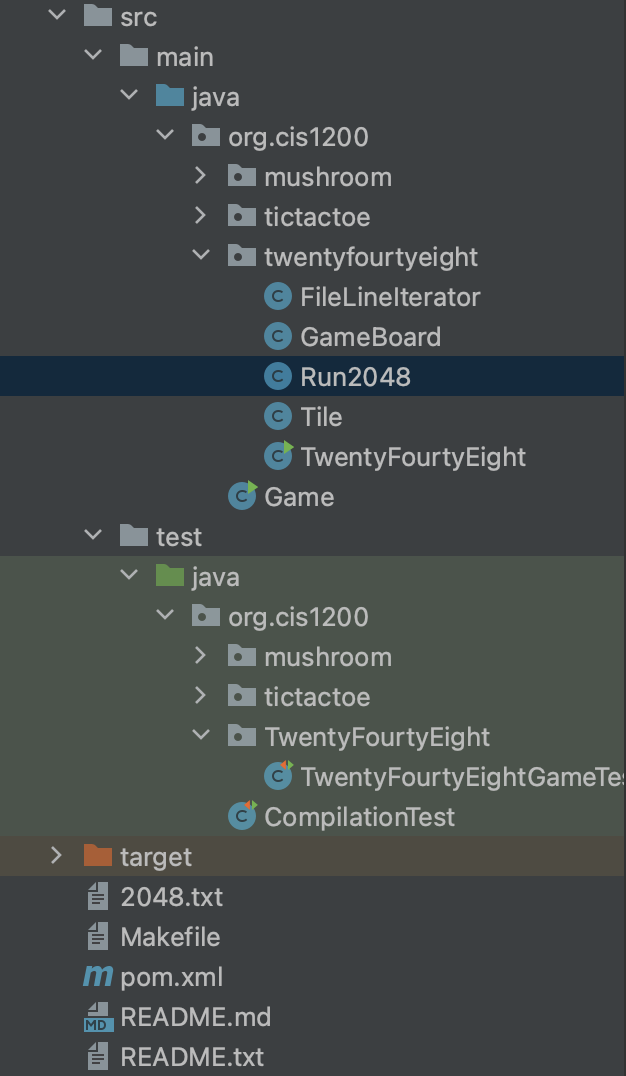 src
main
java
org.cis1200
mushroom
tictactoe
twentyfourtyeight
C FileLineIterator
C GameBoard
C Run2048
C Tile
C TwentyFourtyEight
C Game
test
java
org.cis1200
mushroom
tictactoe
TwentyFourtyEight
C TwentyFourtyEightGameTes
C CompilationTest
target
2048.txt
Makefile
m pom.xml
MD README.md
README.txt